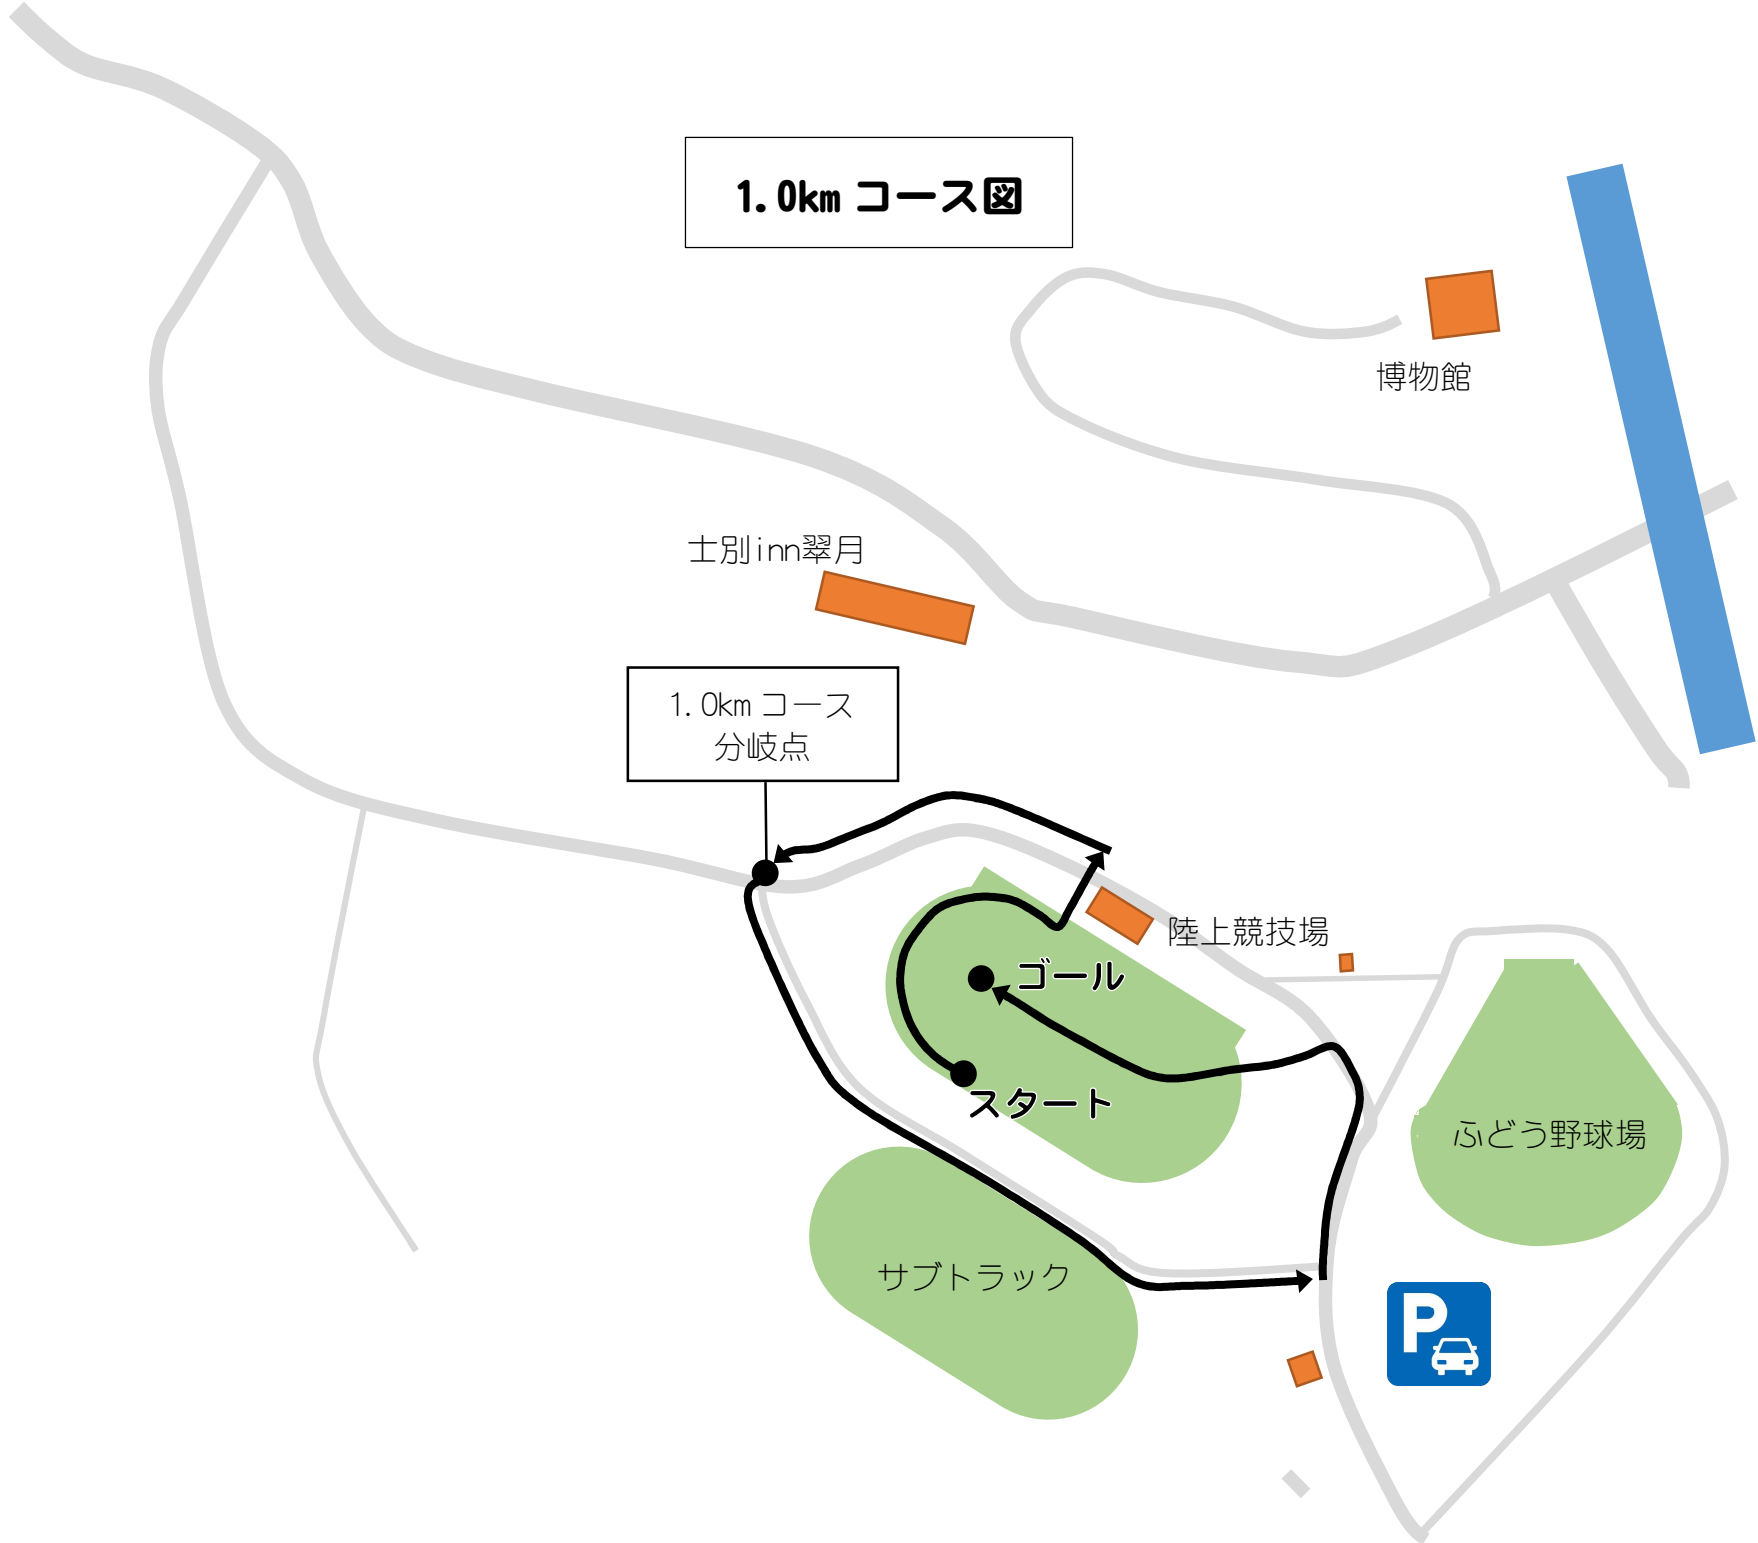 1.0km コース図
博物館
士別inn翠月
1.0km コース
分岐点
陸上競技場
ゴール
スタート
ふどう野球場
サブトラック
P